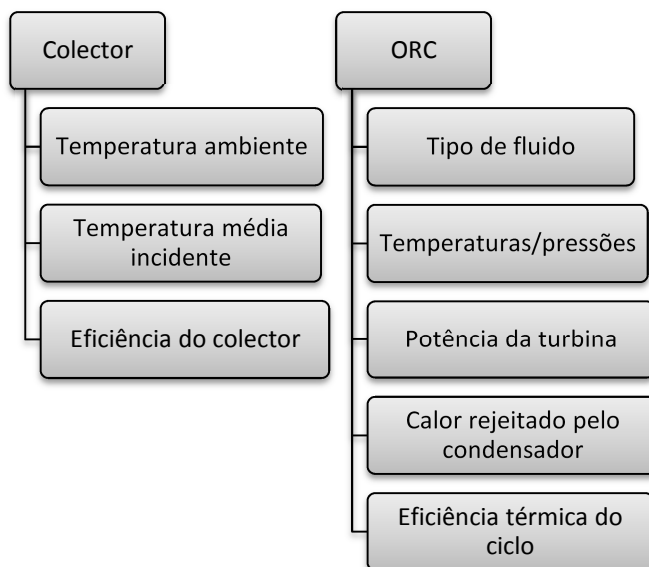 Colector
Temperatura ambiente
Temperatura média
incidente
Eficiência do colector
ORC
Tipo de fluido
Temperaturas/pressões
Potência da turbina
Calor rejeitado pelo
condensador
Eficiência térmica do
ciclo